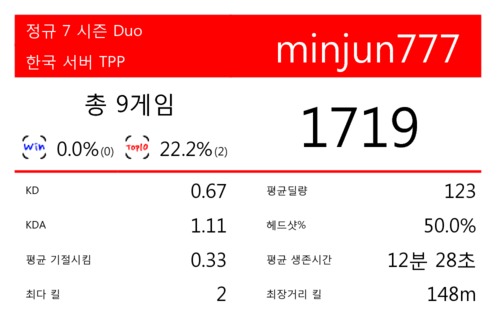 정규 7 시즌 Duo
한국 서버 TPP
minjun777
총 9게임
Win 0.0%(0) Top10 22.2%(2)
1719
KD 0.67
평균딜량 123
KDA 1.11
헤드샷% 50.0%
평균 기절시킴 0.33
평균 생존시간 12분 28초
최다 킬 2
최장거리 킬 148m